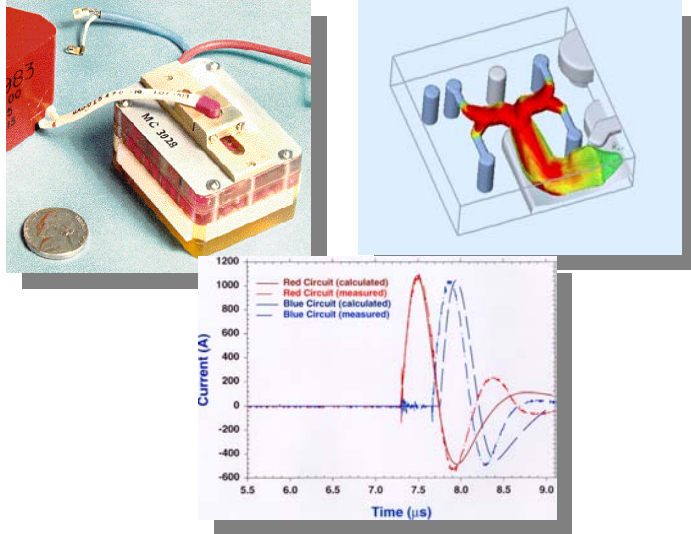 983
00
MC 3028
1200
1000
800
600
400
200
0
-200
-400
-600
Current (A)
Red Circuit (calculated)
Red Circuit (measured)
Blue Circuit (calculated)
Blue Circuit (measured)
5.5 6.0 6.5 7.0 7.5 8.0 8.5 9.0
Time (µs)